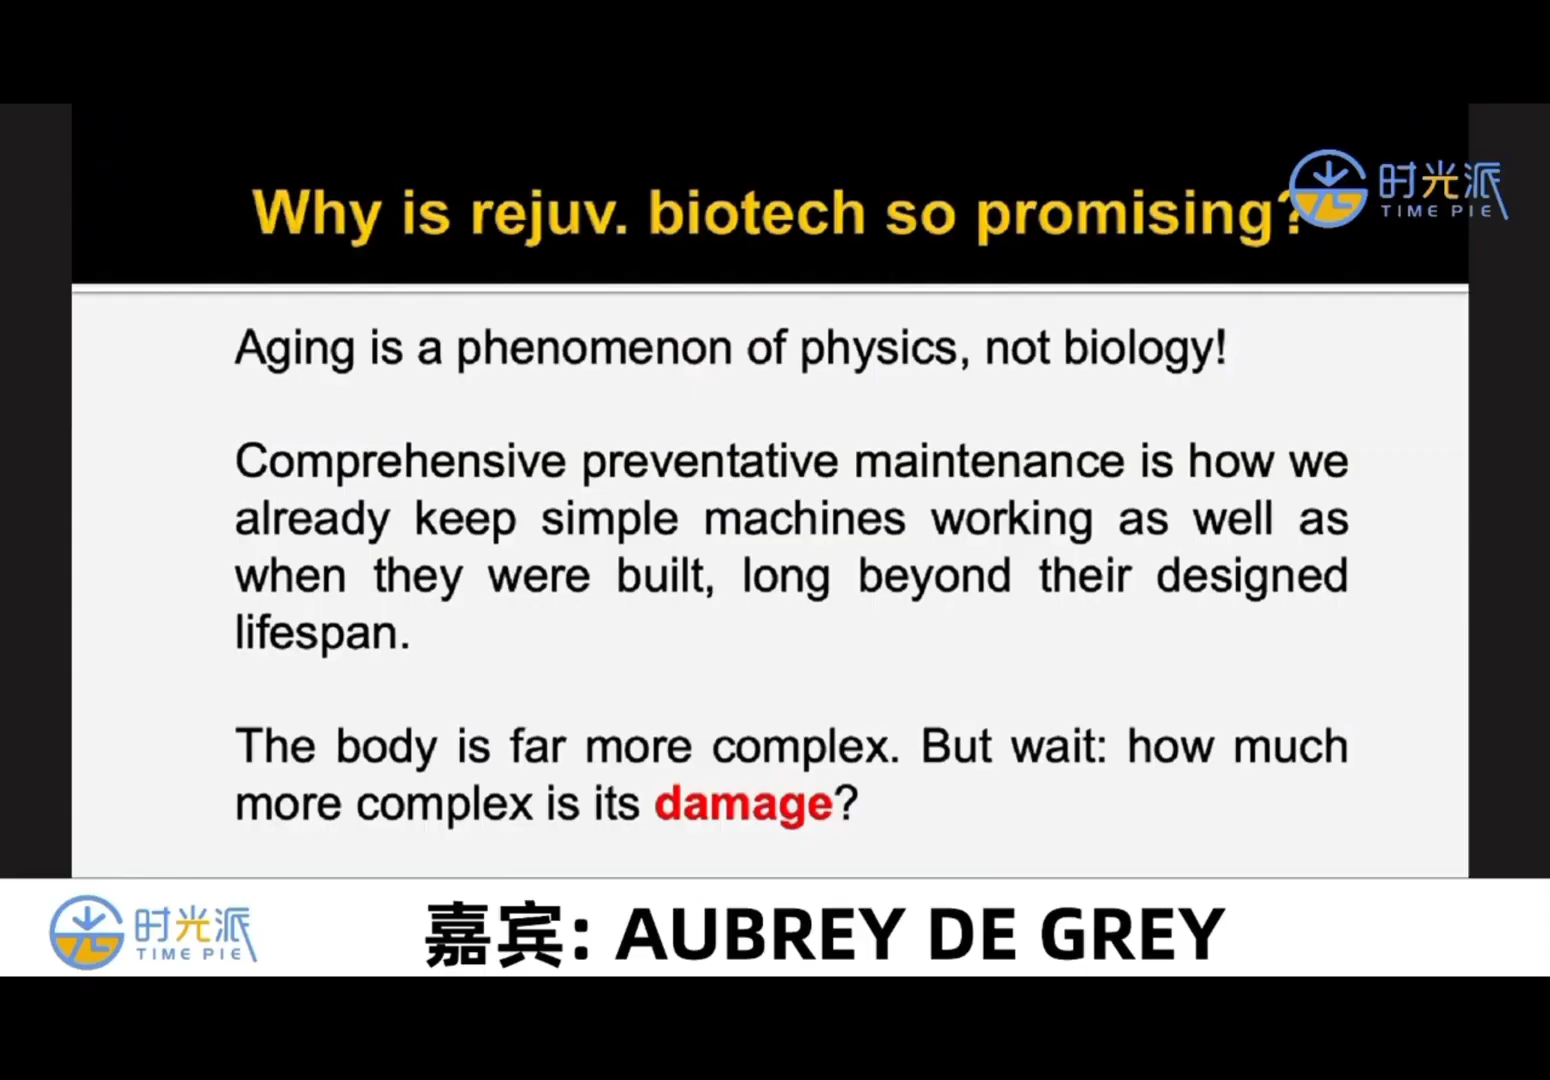 Why is rejuv. biotech so promising?
时光派
TIME PIE
Aging is a phenomenon of physics, not biology!
Comprehensive preventative maintenance is how we
already keep simple machines working as well as
when they were built, long beyond their designed
lifespan.
The body is far more complex. But wait: how much
more complex is its damage?
时光派
TIME PIE
嘉宾: AUBREY DE GREY